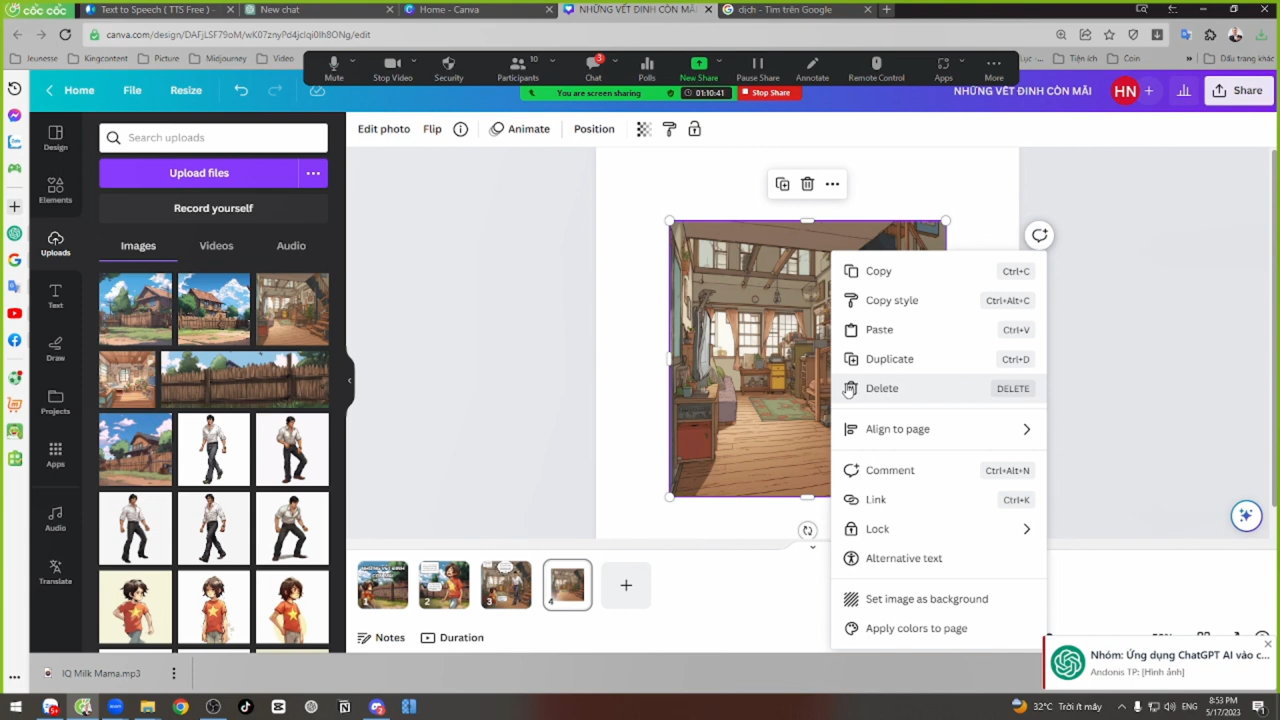 cốc cốc
Text to Speech ( TTS Free ) -
New chat
Home - Canva
NHỮNG VẾT ĐINH CÒN MÃI
dịch - Tìm trên Google
canva.com/design/DAFjLSF79oM/wK07znyPd4jclqi0Ih8ONg/edit
Jeunesse
Kingcontent
Picture
Midjourney
Video
Tiện ích
Coin
Dấu trang khác
Mute
Stop Video
Security
Participants
10
Chat
3
Polls
New Share
Pause Share
Annotate
Remote Control
Apps
More
You are screen sharing
01:10:41
Stop Share
Home
File
Resize
NHỮNG VẾT ĐINH CÒN MÃI
HN
Share
Design
Elements
Uploads
Text
Draw
Projects
Apps
Audio
Translate
Search uploads
Upload files
Record yourself
Images
Videos
Audio
Edit photo
Flip
Animate
Position
Copy
Ctrl+C
Copy style
Ctrl+Alt+C
Paste
Ctrl+V
Duplicate
Ctrl+D
Delete
DELETE
Align to page
Comment
Ctrl+Alt+N
Link
Ctrl+K
Lock
Alternative text
Set image as background
Apply colors to page
1
2
3
4
Notes
Duration
Nhóm: Ứng dụng ChatGPT AI vào c...
Andonis TP: [Hình ảnh]
IQ Milk Mama.mp3
32°C Trời ít mây
ENG
8:53 PM
5/17/2023